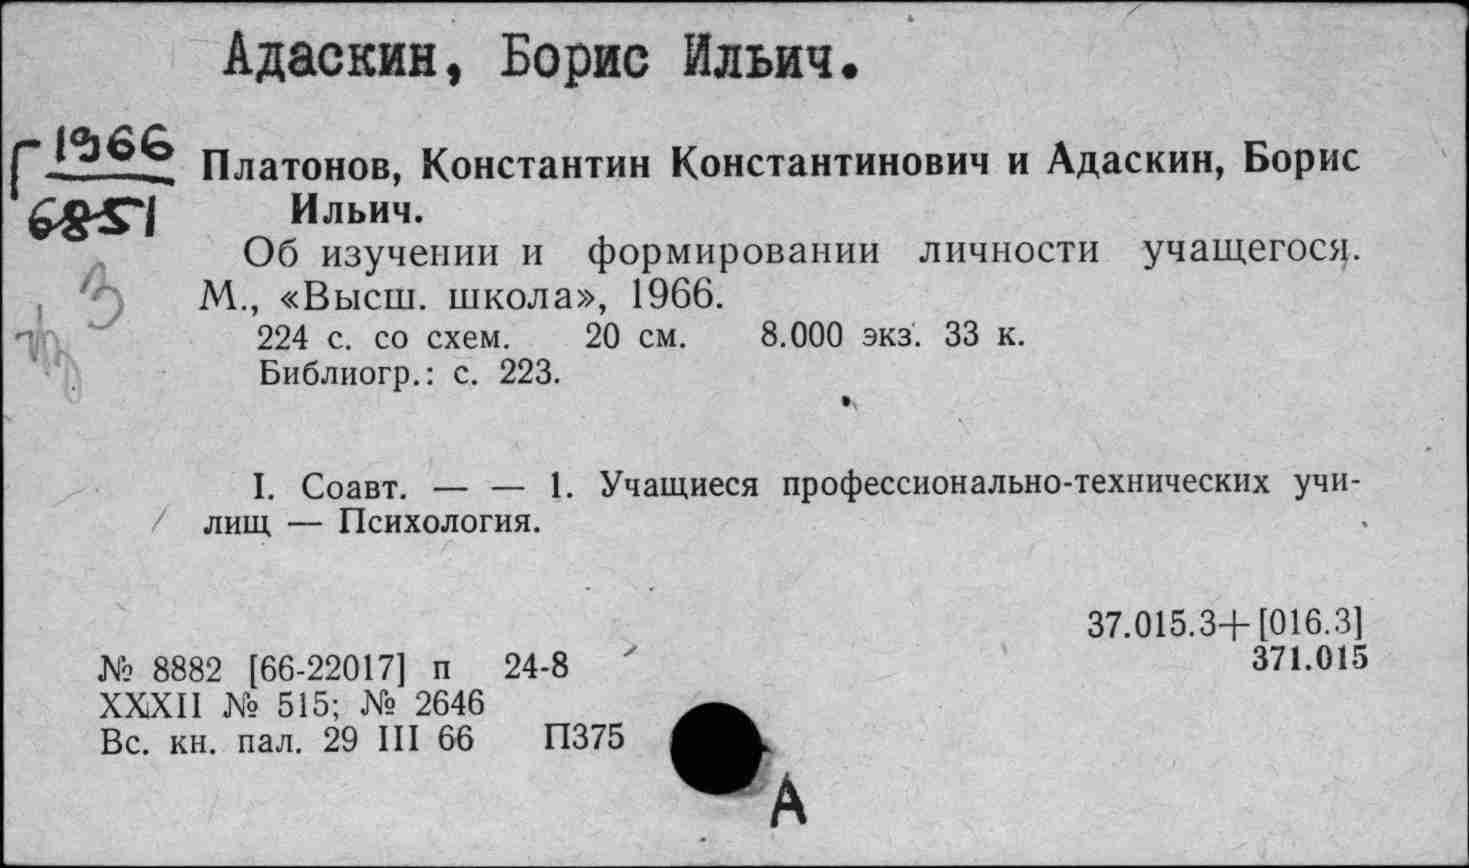 Адаскин, Борис Ильич.
Г 1966
6851
Платонов, Константин Константинович и Адаскин, Борис
Ильич.
Об изучении и формировании личности учащегося.
М., «Высш. школа», 1966.
224 с. со схем. 20 см. 8.000 экз. 33 к.
Библиогр.: с. 223.
I. Соавт. — — 1. Учащиеся профессионально-технических учи-
лищ — Психология.
37.015.3+[016.3]
371.015
№ 8882 [66-22017] п 24-8
XXXII № 515; № 2646
Вс. кн. пал. 29 III 66 П375
А